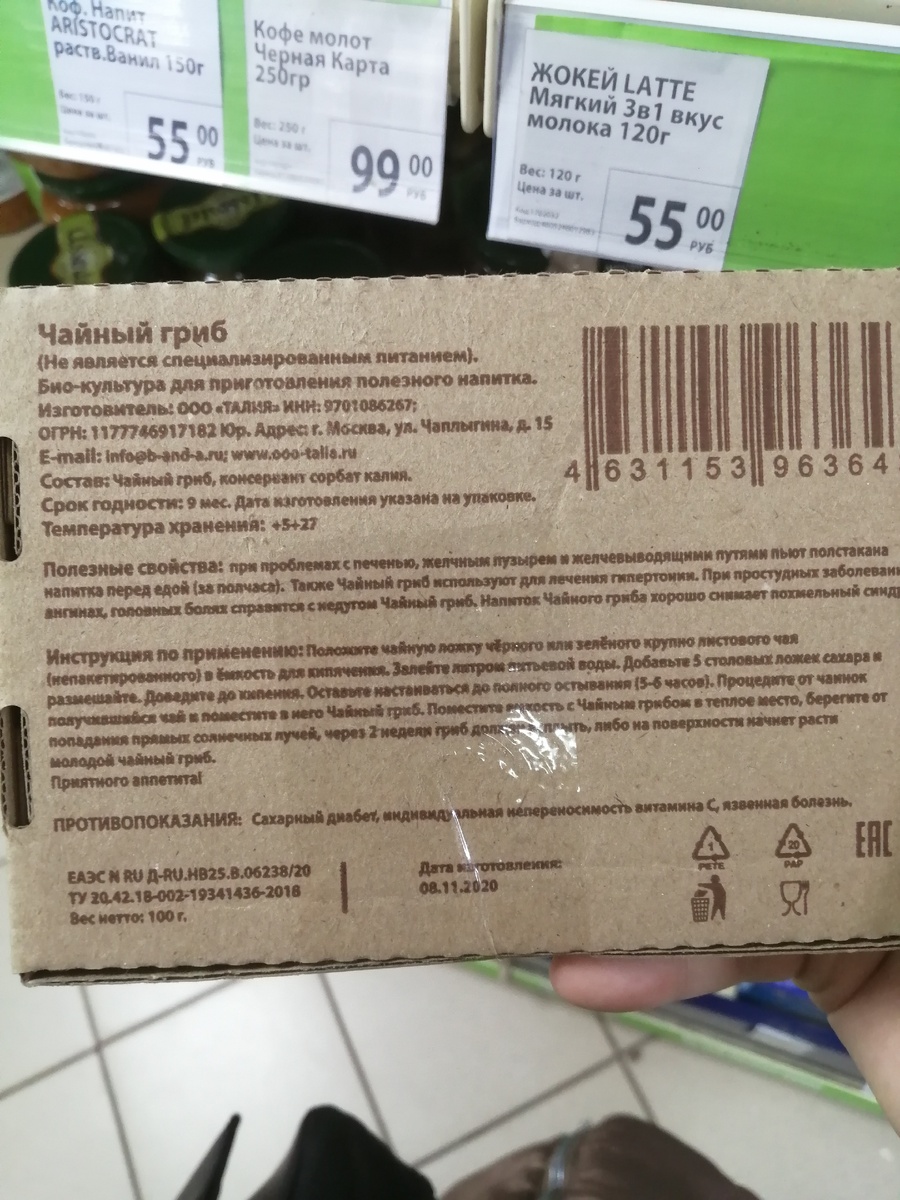 Коф. Напит
ARISTOCRAT
раств.Ванил 150г
Вес: 150 г
Цена за шт.
55 00
РУБ
Кофе молот
Черная Карта
250гр
Вес: 250 г
Цена за шт.
99 00
РУБ
ЖОКЕЙ LATTE
Мягкий 3в1 вкус
молока 120г
Вес: 120 г
Цена за шт.
55 00
РУБ
Чайный гриб
(Не является специализированным питанием).
Био-культура для приготовления полезного напитка.
Изготовитель: ООО «ТАЛИЯ» ИНН: 9701086267;
ОГРН: 1177746917182 Юр. Адрес: г. Москва, ул. Чаплыгина, д. 15
E-mail: info@b-and-a.ru; www.ooo-talia.ru
Состав: Чайный гриб, консервант сорбат калия.
Срок годности: 9 мес. Дата изготовления указана на упаковке.
Температура хранения: +5+27
4 631153 96364
Полезные свойства: при проблемах с печенью, желчным пузырем и желчевыводящими путями пьют полстакана
напитка перед едой (за полчаса). Также Чайный гриб используют для лечения гипертонии. При простудных заболеван
ангинах, головных болях справится с недугом Чайный гриб. Напиток Чайного гриба хорошо снимает похмельный синд
Инструкция по применению: Положите чайную ложку чёрного или зелёного крупно листового чая
(непакетированного) в ёмкость для кипячения. Залейте литром питьевой воды. Добавьте 5 столовых ложек сахара и
размешайте. Доведите до кипения. Оставьте настаиваться до полного остывания (5-6 часов). Процедите от чаинок
получившийся чай и поместите в него Чайный гриб. Поместите емкость с Чайным грибом в теплое место, берегите от
попадания прямых солнечных лучей, через 2 недели гриб должен всплыть, либо на поверхности начнет расти
молодой чайный гриб.
Приятного аппетита!
ПРОТИВОПОКАЗАНИЯ: Сахарный диабет, индивидуальная непереносимость витамина С, язвенная болезнь.
ЕАЭС N RU Д-RU.НВ25.В.06238/20
ТУ 20.42.18-002-19341436-2018
Вес нетто: 100 г.
Дата изготовления:
08.11.2020
1
PETE
20
PAP
EAC